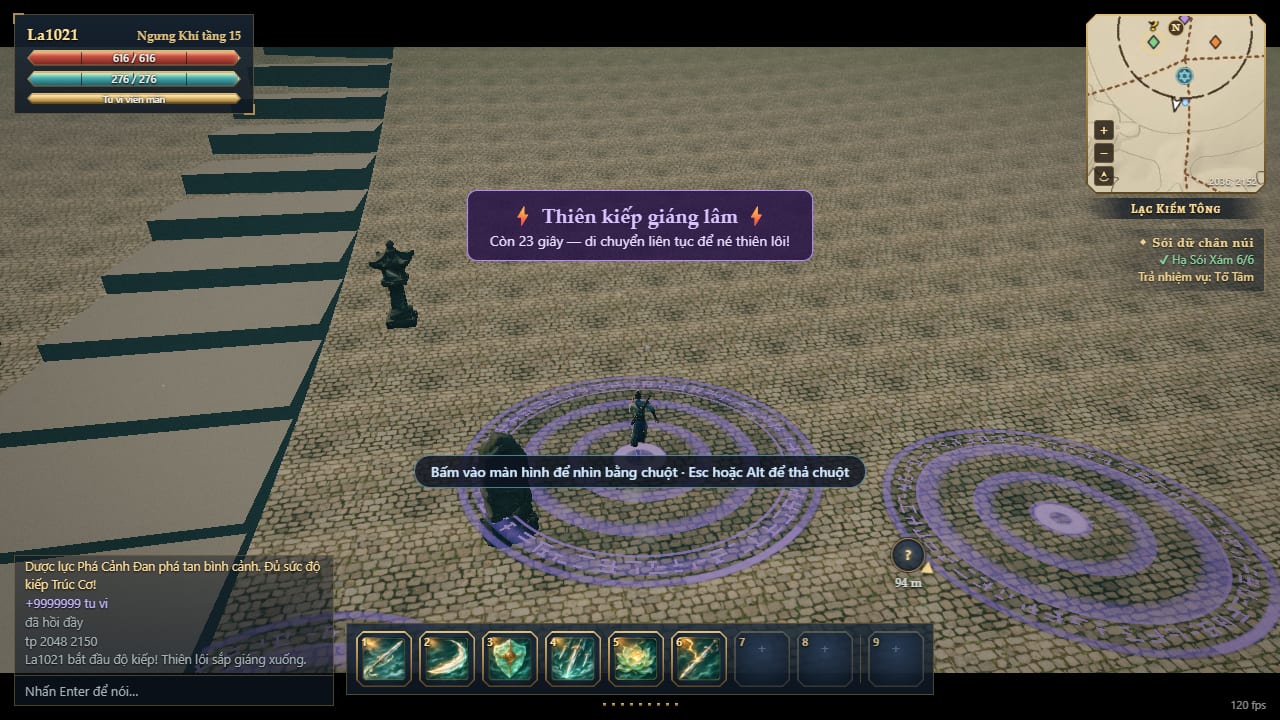 La1021
Ngưng Khí tầng 15
616 / 616
276 / 276
Tu vi viên mãn
N
+
−
2036, 2152
LẠC KIẾM TÔNG
Sói dữ chân núi
✓ Hạ Sói Xám 6/6
Trả nhiệm vụ: Tố Tâm
Thiên kiếp giáng lâm
Còn 23 giây — di chuyển liên tục để né thiên lôi!
Bấm vào màn hình để nhìn bằng chuột · Esc hoặc Alt để thả chuột
?
94 m
Dược lực Phá Cảnh Đan phá tan bình cảnh. Đủ sức độ
kiếp Trúc Cơ!
+9999999 tu vi
đã hồi đầy
tp 2048 2150
La1021 bắt đầu độ kiếp! Thiên lôi sắp giáng xuống.
Nhấn Enter để nói...
1 2 3 4 5 6 7 8 9
+ + +
120 fps